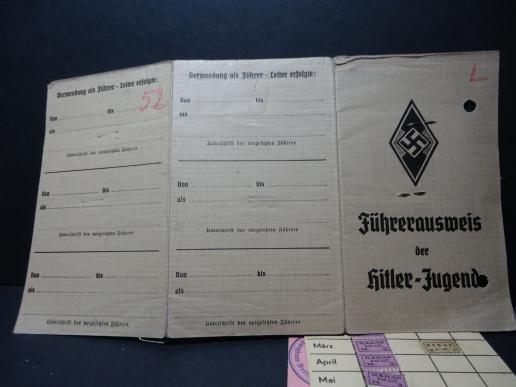 Verwendung als Führer - Leiter erfolgte:
Von bis
als
Unterschrift des vorgesetzten Führers
Von bis
als
Unterschrift des vorgesetzten Führers
Von bis
als
Unterschrift des vorgesetzten Führers
52
Verwendung als Führer - Leiter erfolgte:
Von bis
als
Unterschrift des vorgesetzten Führers
Von bis
als
Unterschrift des vorgesetzten Führers
Von bis
als
Unterschrift des vorgesetzten Führers
L
Führerausweis
der
Hitler-Jugend
März
April
Mai